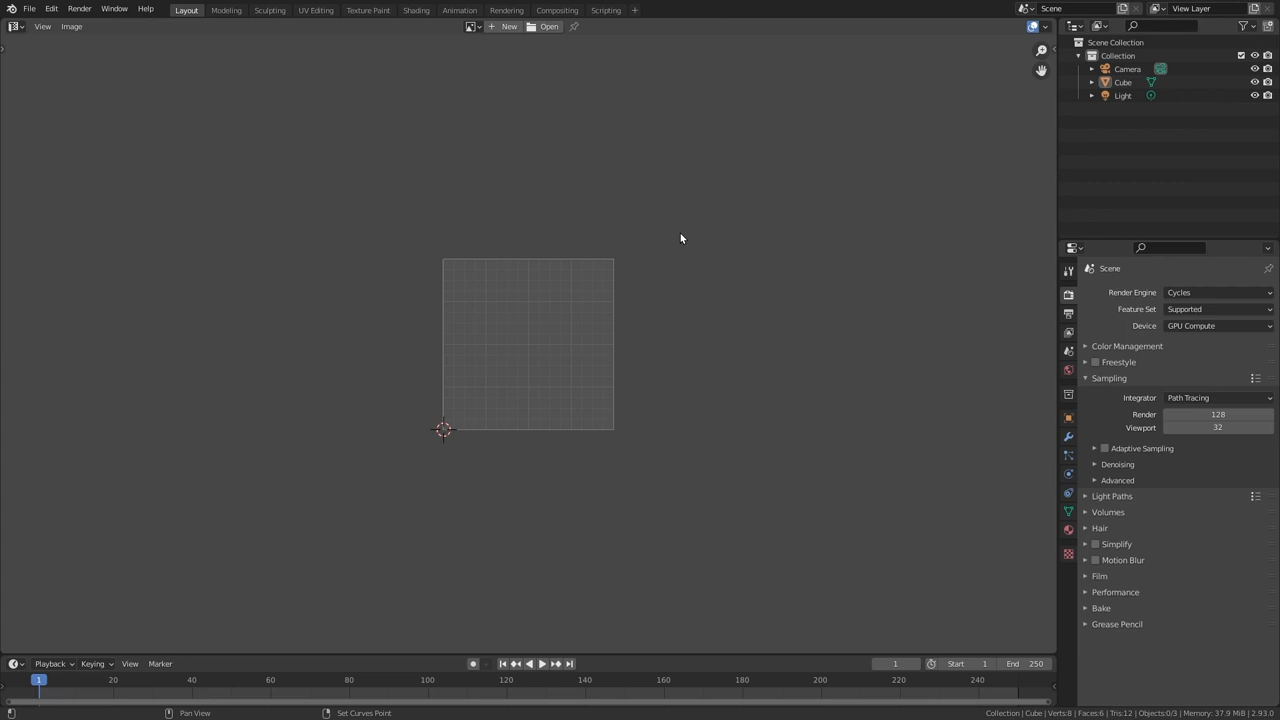 File Edit Render Window Help Layout Modeling Sculpting UV Editing Texture Paint Shading Animation Rendering Compositing Scripting + Scene View Layer
View Image New Open
Scene Collection
Collection
Camera
Cube
Light
Scene
Render Engine Cycles
Feature Set Supported
Device GPU Compute
Color Management
Freestyle
Sampling
Integrator Path Tracing
Render 128
Viewport 32
Adaptive Sampling
Denoising
Advanced
Light Paths
Volumes
Hair
Simplify
Motion Blur
Film
Performance
Bake
Grease Pencil
Playback Keying View Marker 1 Start 1 End 250
1 20 40 60 80 100 120 140 160 180 200 220 240
Pan View Set Curves Point Collection | Cube | Verts:8 | Faces:6 | Tris:12 | Objects:0/3 | Memory: 37.9 MiB | 2.93.0